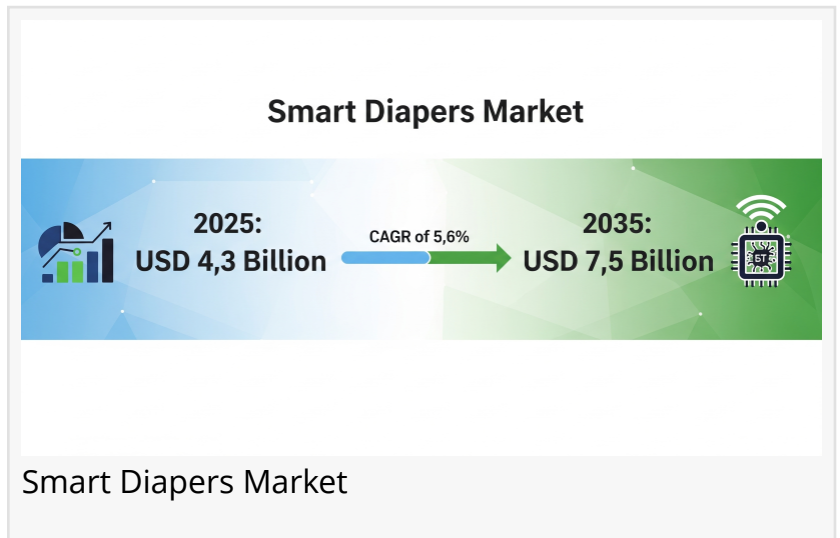 Smart Diapers Market
2025:
USD 4,3 Billion
CAGR of 5,6%
2035:
USD 7,5 Billion
БТ
Smart Diapers Market